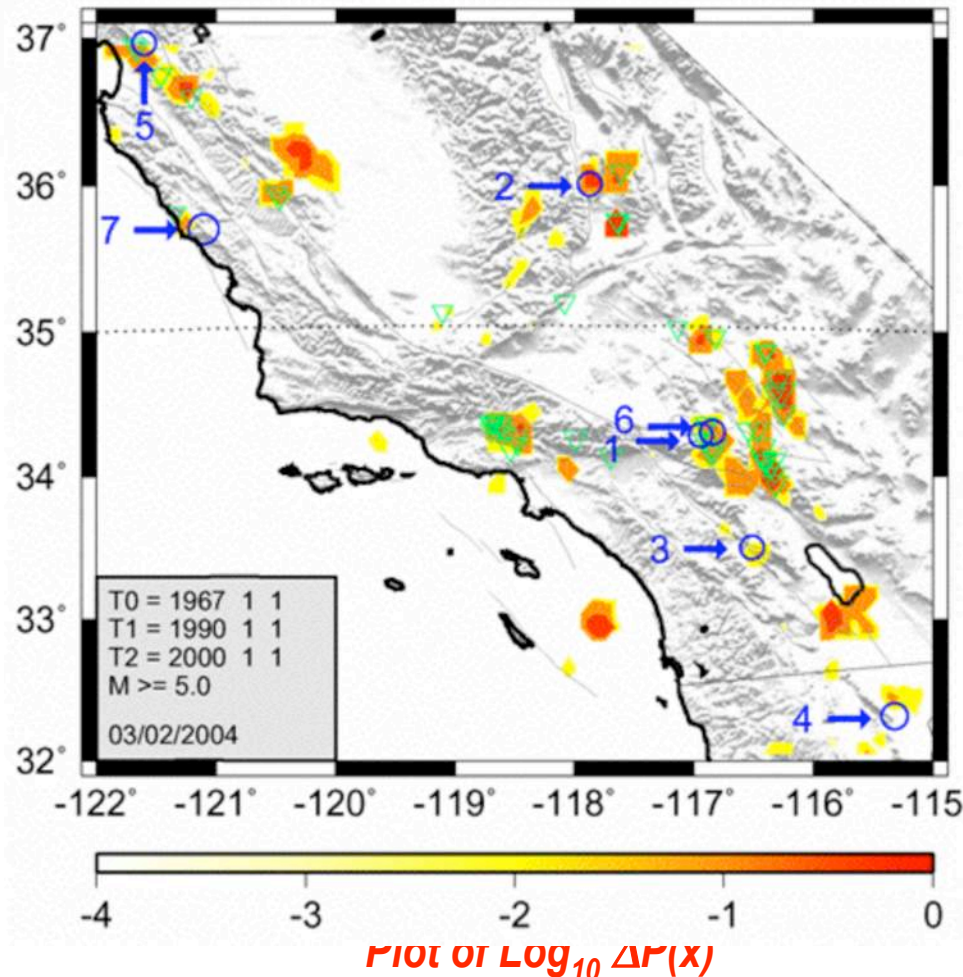 37°
36°
35°
34°
33°
32°
5
2
7
6
1
3
4
T0 = 1967 1 1
T1 = 1990 1 1
T2 = 2000 1 1
M >= 5.0
03/02/2004
-122° -121° -120° -119° -118° -117° -116° -115
-4 -3 -2 -1 0
Plot of Log10 ΔP(x)